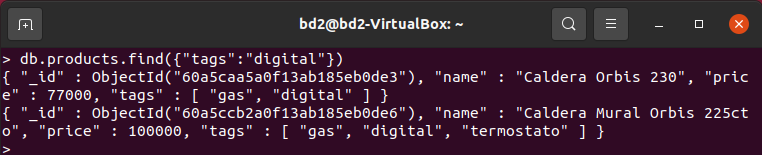 bd2@bd2-VirtualBox: ~
> db.products.find({"tags":"digital"})
{ "_id" : ObjectId("60a5caa5a0f13ab185eb0de3"), "name" : "Caldera Orbis 230", "pric
e" : 77000, "tags" : [ "gas", "digital" ] }
{ "_id" : ObjectId("60a5ccb2a0f13ab185eb0de6"), "name" : "Caldera Mural Orbis 225ct
o", "price" : 100000, "tags" : [ "gas", "digital", "termostato" ] }
>